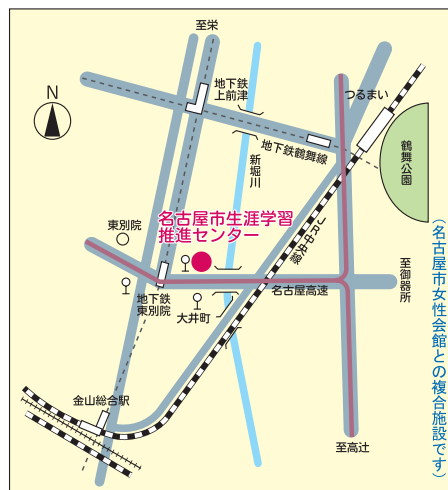 至栄
地下鉄
上前津
つるまい
N
地下鉄鶴舞線
鶴舞公園
新堀川
名古屋市生涯学習
推進センター
東別院
JR中央線
至御器所
地下鉄
東別院
大井町
名古屋高速
金山総合駅
至高辻
(名古屋市女性会館との複合施設です)